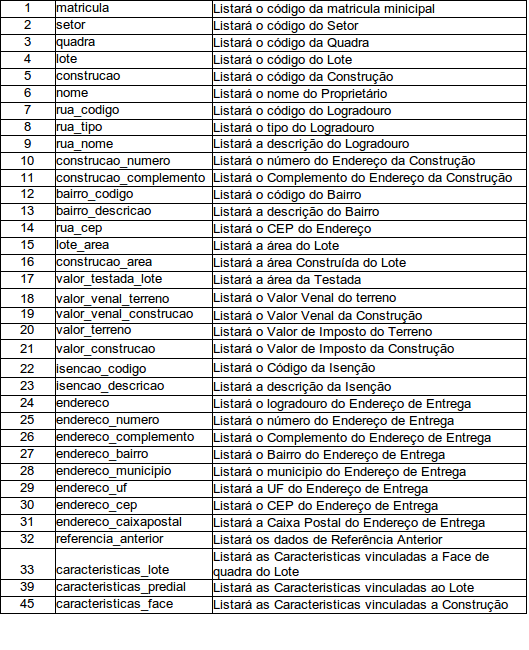 1 matricula Listará o código da matricula minicipal
2 setor Listará o código do Setor
3 quadra Listará o código da Quadra
4 lote Listará o código do Lote
5 construcao Listará o código da Construção
6 nome Listará o nome do Proprietário
7 rua_codigo Listará o código do Logradouro
8 rua_tipo Listará o tipo do Logradouro
9 rua_nome Listará a descrição do Logradouro
10 construcao_numero Listará o número do Endereço da Construção
11 construcao_complemento Listará o Complemento do Endereço da Construção
12 bairro_codigo Listará o código do Bairro
13 bairro_descricao Listará a descrição do Bairro
14 rua_cep Listará o CEP do Endereço
15 lote_area Listará a área do Lote
16 construcao_area Listará a área Construída do Lote
17 valor_testada_lote Listará a área da Testada
18 valor_venal_terreno Listará o Valor Venal do terreno
19 valor_venal_construcao Listará o Valor Venal da Construção
20 valor_terreno Listará o Valor de Imposto do Terreno
21 valor_construcao Listará o Valor de Imposto da Construção
22 isencao_codigo Listará o Código da Isenção
23 isencao_descricao Listará a descrição da Isenção
24 endereco Listará o logradouro do Endereço de Entrega
25 endereco_numero Listará o número do Endereço de Entrega
26 endereco_complemento Listará o Complemento do Endereço de Entrega
27 endereco_bairro Listará o Bairro do Endereço de Entrega
28 endereco_municipio Listará o municipio do Endereço de Entrega
29 endereco_uf Listará a UF do Endereço de Entrega
30 endereco_cep Listará o CEP do Endereço de Entrega
31 endereco_caixapostal Listará a Caixa Postal do Endereço de Entrega
32 referencia_anterior Listará os dados de Referência Anterior
33 caracteristicas_lote Listará as Caracteristicas vinculadas a Face de
quadra do Lote
39 caracteristicas_predial Listará as Caracteristicas vinculadas ao Lote
45 caracteristicas_face Listará as Caracteristicas vinculadas a Construção